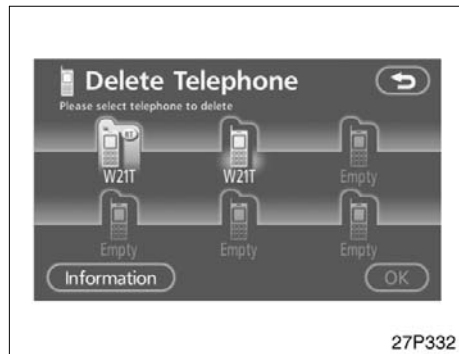 Delete Telephone
Please select telephone to delete
BT
W21T W21T Empty
Empty Empty Empty
Information OK
27P332